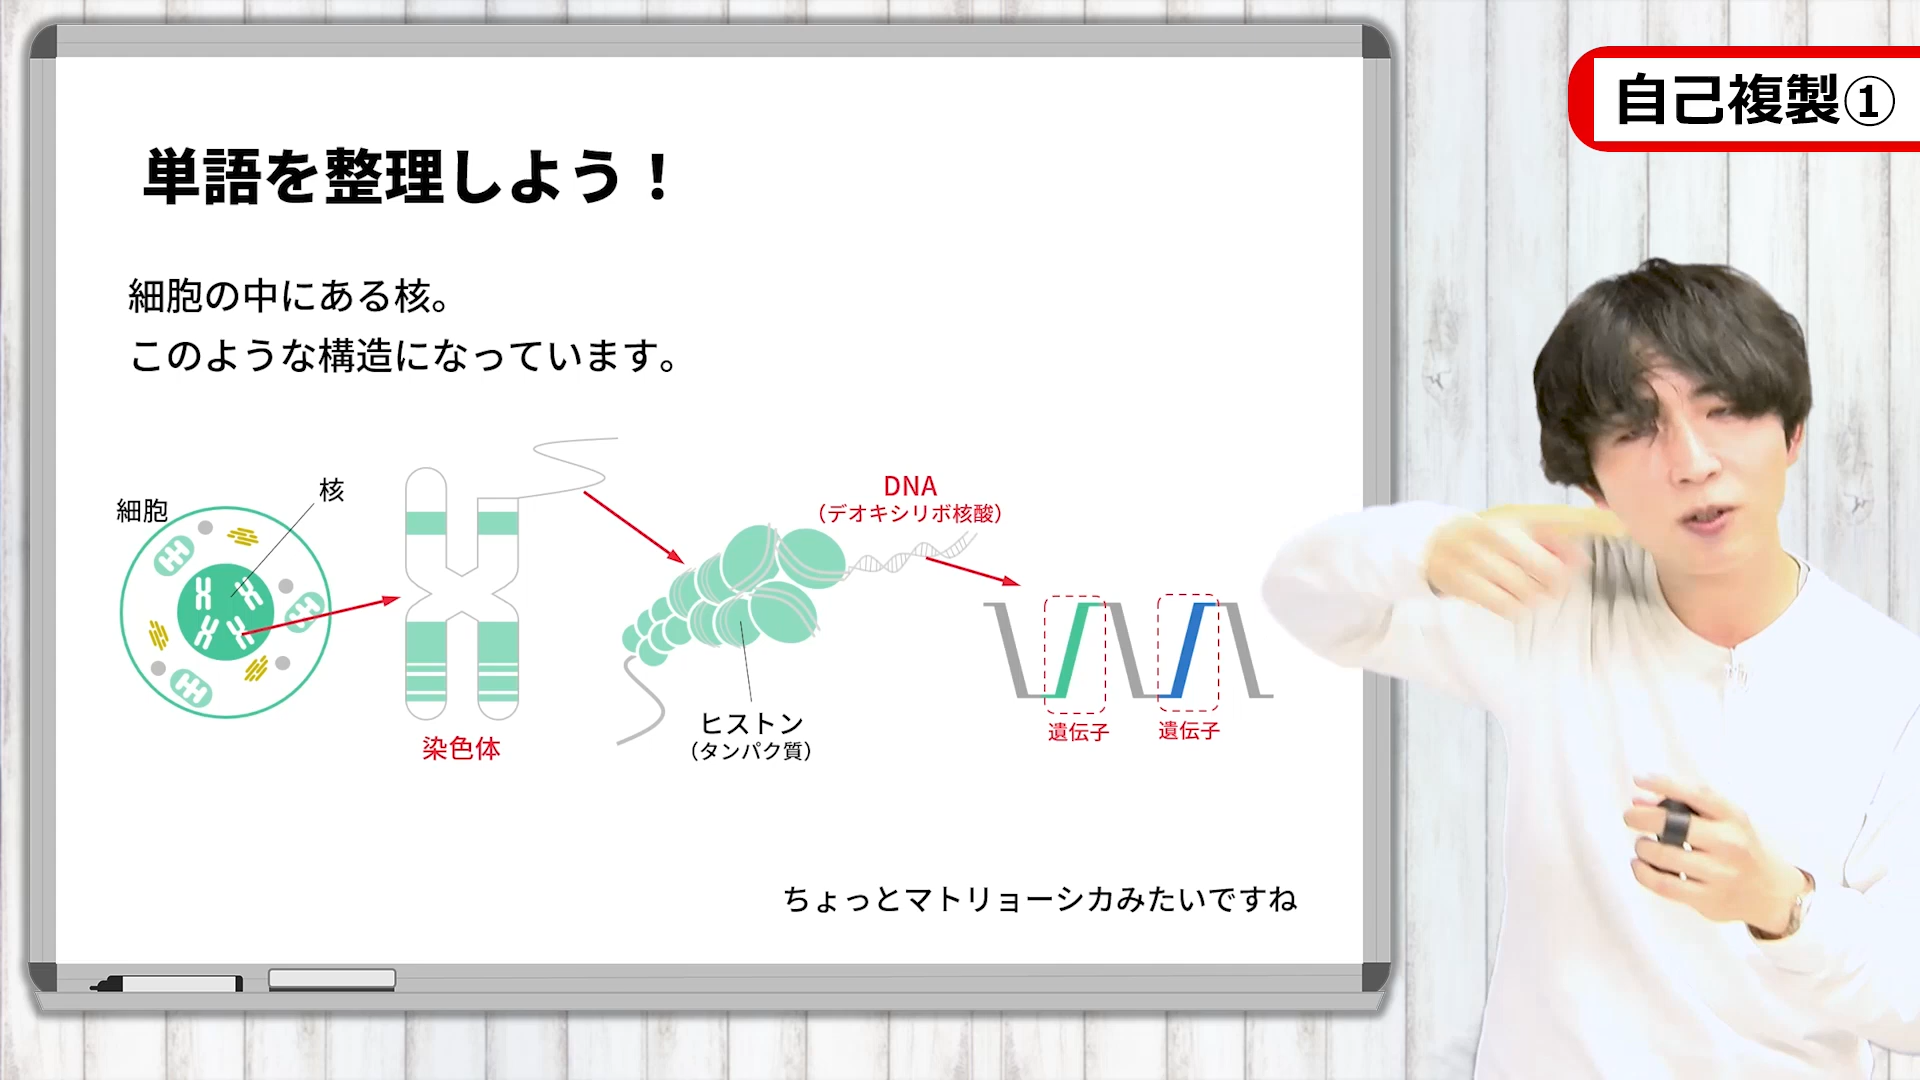 自己複製①
単語を整理しよう！
細胞の中にある核。
このような構造になっています。
細胞
核
染色体
ヒストン
（タンパク質）
DNA
（デオキシリボ核酸）
遺伝子
遺伝子
ちょっとマトリョーシカみたいですね